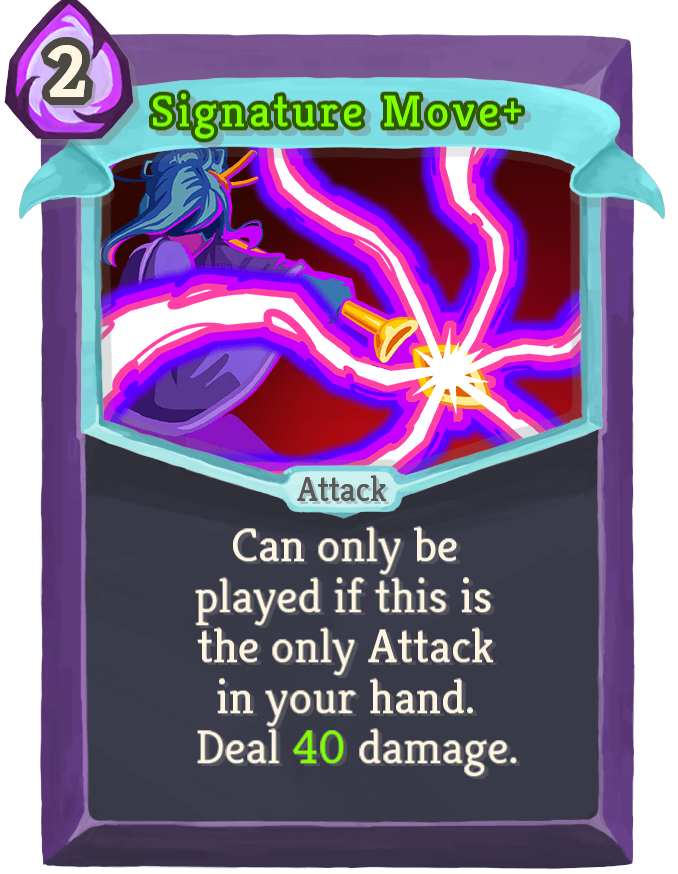 2
Signature Move+
Attack
Can only be
played if this is
the only Attack
in your hand.
Deal 40 damage.